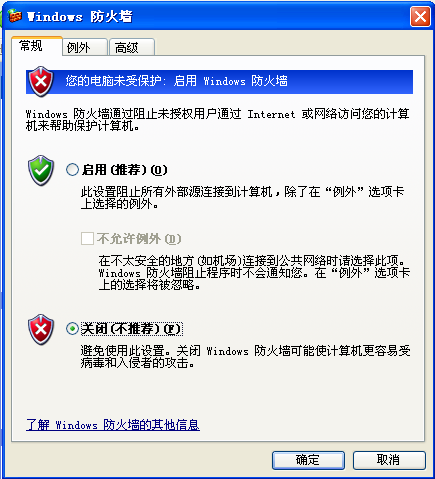 Windows 防火墙
常规 例外 高级
您的电脑未受保护: 启用 Windows 防火墙
Windows 防火墙通过阻止未授权用户通过 Internet 或网络访问您的计算
机来帮助保护计算机。
启用(推荐)(O)
此设置阻止所有外部源连接到计算机，除了在“例外”选项卡
上选择的例外。
不允许例外(D)
在不太安全的地方(如机场)连接到公共网络时请选择此项。
Windows 防火墙阻止程序时不会通知您。在“例外”选项卡
上的选择将被忽略。
关闭(不推荐)(F)
避免使用此设置。关闭 Windows 防火墙可能使计算机更容易受
病毒和入侵者的攻击。
了解 Windows 防火墙的其他信息
确定 取消